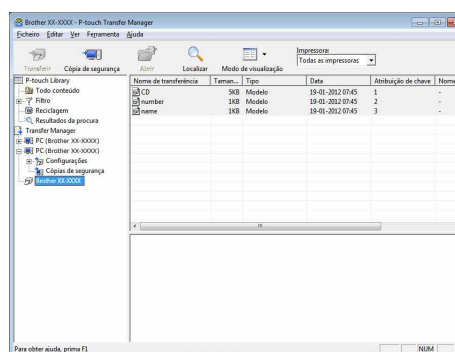 Brother XX-XXXX - P-touch Transfer Manager
Ficheiro Editar Ver Ferramenta Ajuda
Impressora:
Todas as impressoras
Transferir Cópia de segurança Abrir Localizar Modo de visualização
P-touch Library
Todo conteúdo
Filtro
Reciclagem
Resultados da procura
Transfer Manager
PC (Brother XX-XXXX)
PC (Brother XX-XXXX)
Configurações
Cópias de segurança
Brother XX-XXXX
Nome de transferência Taman... Tipo Data Atribuição de chave Nome
CD 5KB Modelo 19-01-2012 07:45 1 -
number 1KB Modelo 19-01-2012 07:45 2 -
name 1KB Modelo 19-01-2012 07:45 3 -
Para obter ajuda, prima F1 NUM